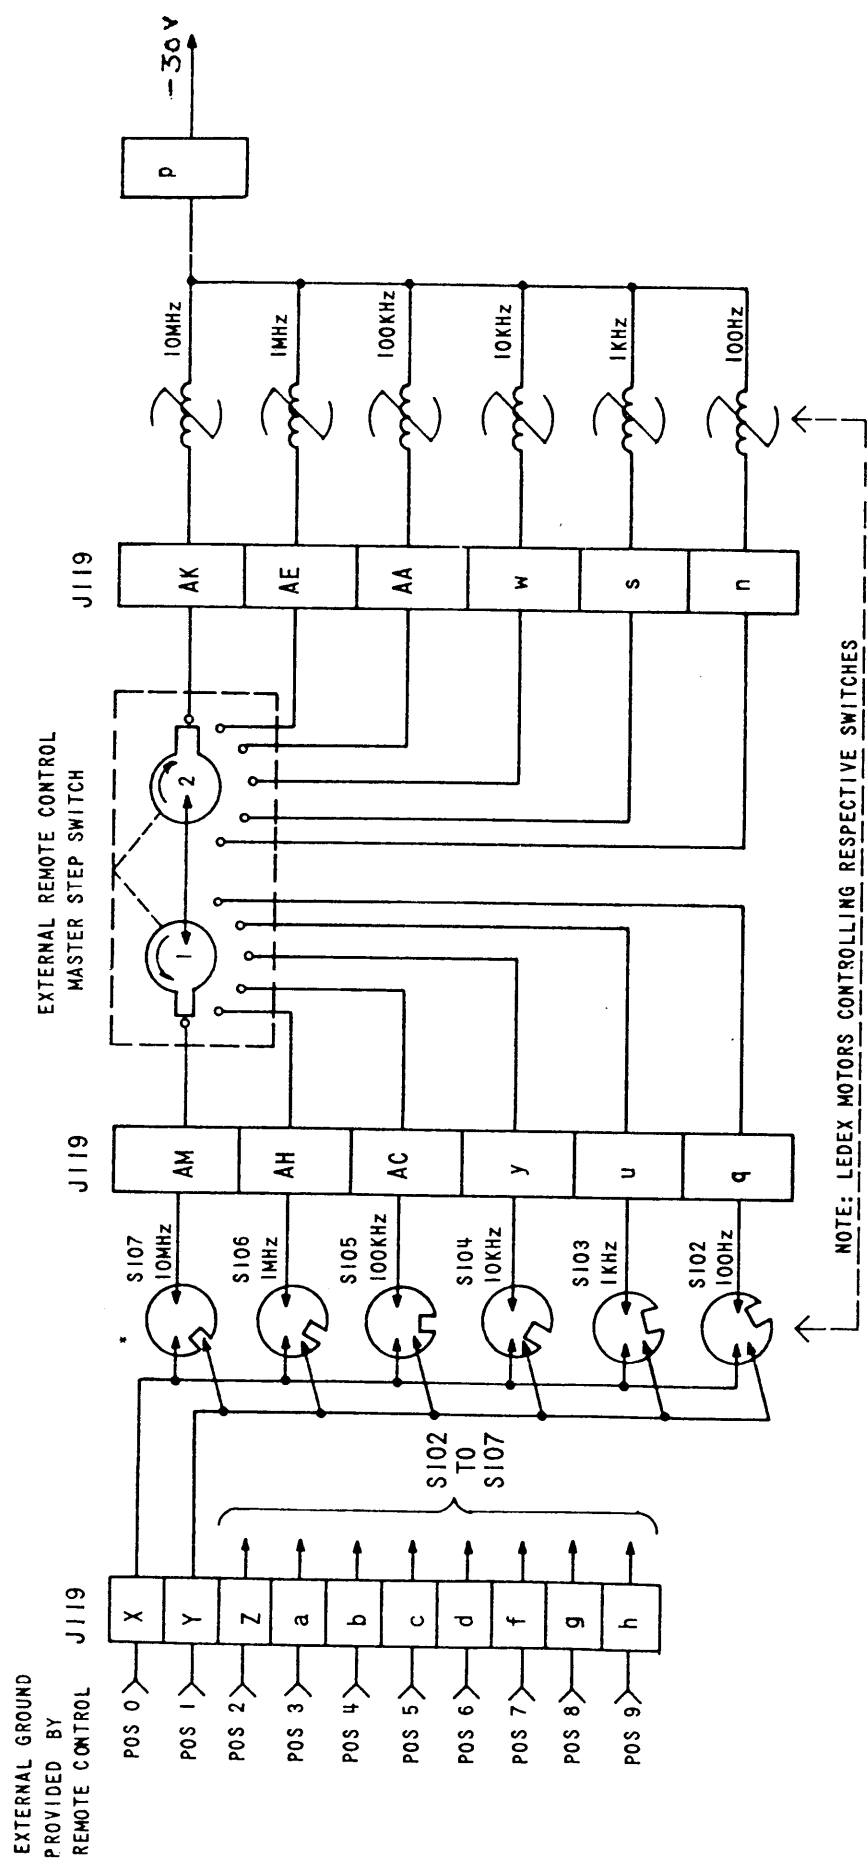 EXTERNAL GROUND
PROVIDED BY
REMOTE CONTROL
POS 0
POS 1
POS 2
POS 3
POS 4
POS 5
POS 6
POS 7
POS 8
POS 9
J119
X
Y
Z
a
b
c
d
f
g
h
S102
TO
S107
*
S107
10MHz
S106
1MHz
S105
100KHz
S104
10KHz
S103
1KHz
S102
100Hz
J119
AM
AH
AC
y
u
q
EXTERNAL REMOTE CONTROL
MASTER STEP SWITCH
1
2
J119
AK
AE
AA
w
s
n
10MHz
1MHz
100KHz
10KHz
1KHz
100Hz
p
-30V
NOTE: LEDEX MOTORS CONTROLLING RESPECTIVE SWITCHES